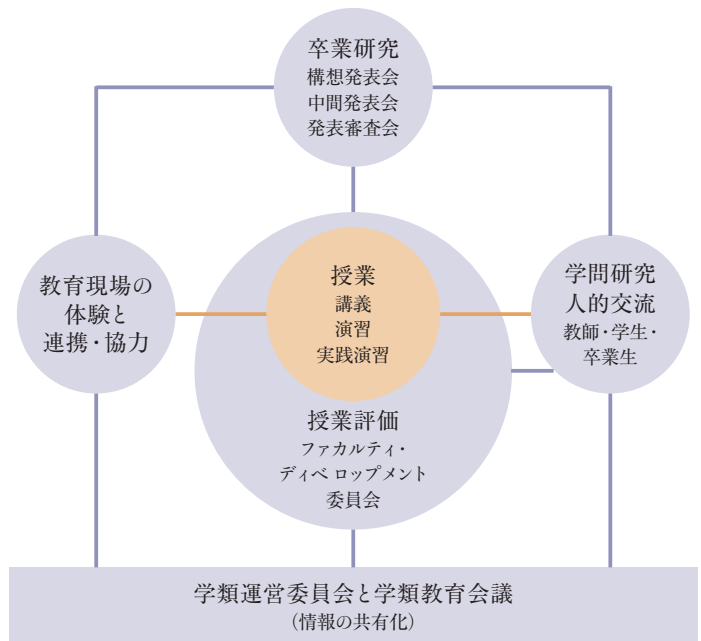 卒業研究
構想発表会
中間発表会
発表審査会
教育現場の
体験と
連携・協力
授業
講義
演習
実践演習
学問研究
人的交流
教師・学生・
卒業生
授業評価
ファカルティ・
ディベロップメント
委員会
学類運営委員会と学類教育会議
（情報の共有化）